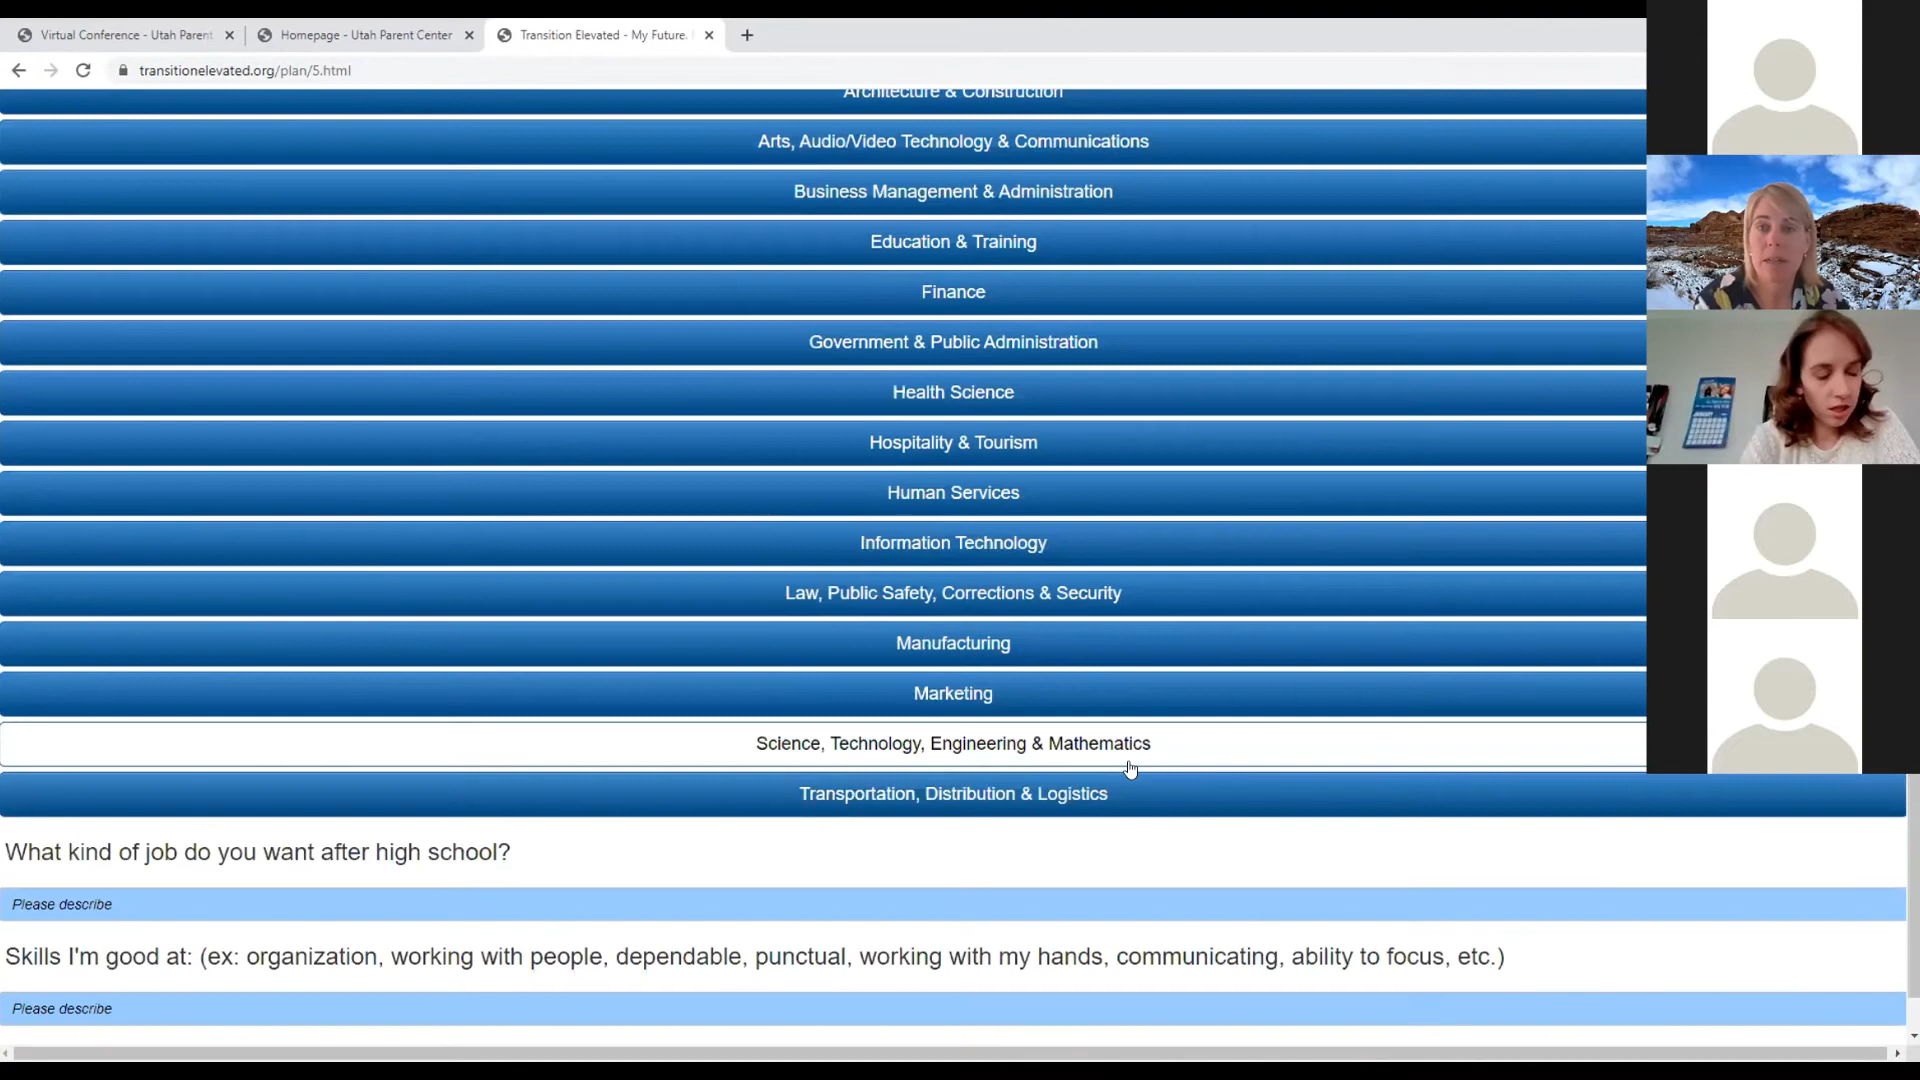 Virtual Conference - Utah Parent
Homepage - Utah Parent Center
Transition Elevated - My Future.
transitionelevated.org/plan/5.html
Architecture & Construction
Arts, Audio/Video Technology & Communications
Business Management & Administration
Education & Training
Finance
Government & Public Administration
Health Science
Hospitality & Tourism
Human Services
Information Technology
Law, Public Safety, Corrections & Security
Manufacturing
Marketing
Science, Technology, Engineering & Mathematics
Transportation, Distribution & Logistics
What kind of job do you want after high school?
Please describe
Skills I'm good at: (ex: organization, working with people, dependable, punctual, working with my hands, communicating, ability to focus, etc.)
Please describe
JANUARY